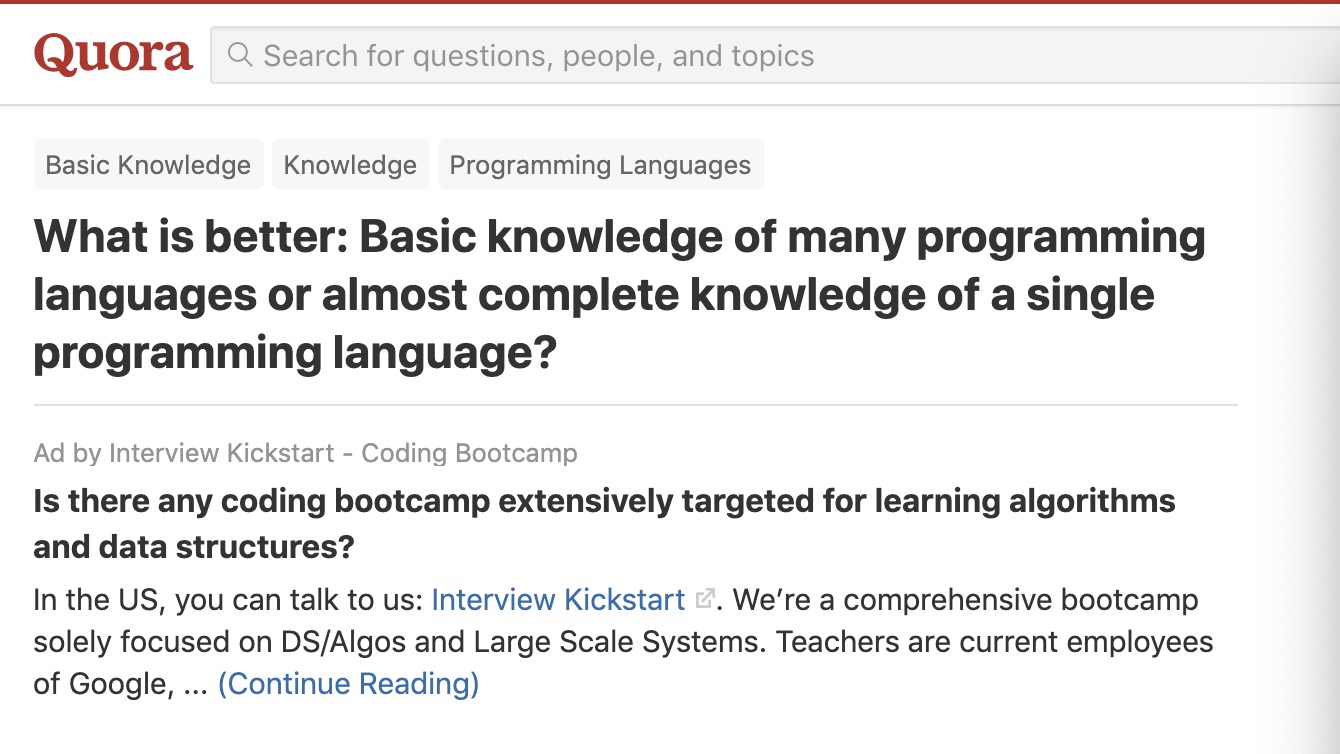 Quora
Search for questions, people, and topics
Basic Knowledge Knowledge Programming Languages
What is better: Basic knowledge of many programming
languages or almost complete knowledge of a single
programming language?
Ad by Interview Kickstart - Coding Bootcamp
Is there any coding bootcamp extensively targeted for learning algorithms
and data structures?
In the US, you can talk to us: Interview Kickstart. We’re a comprehensive bootcamp
solely focused on DS/Algos and Large Scale Systems. Teachers are current employees
of Google, ... (Continue Reading)